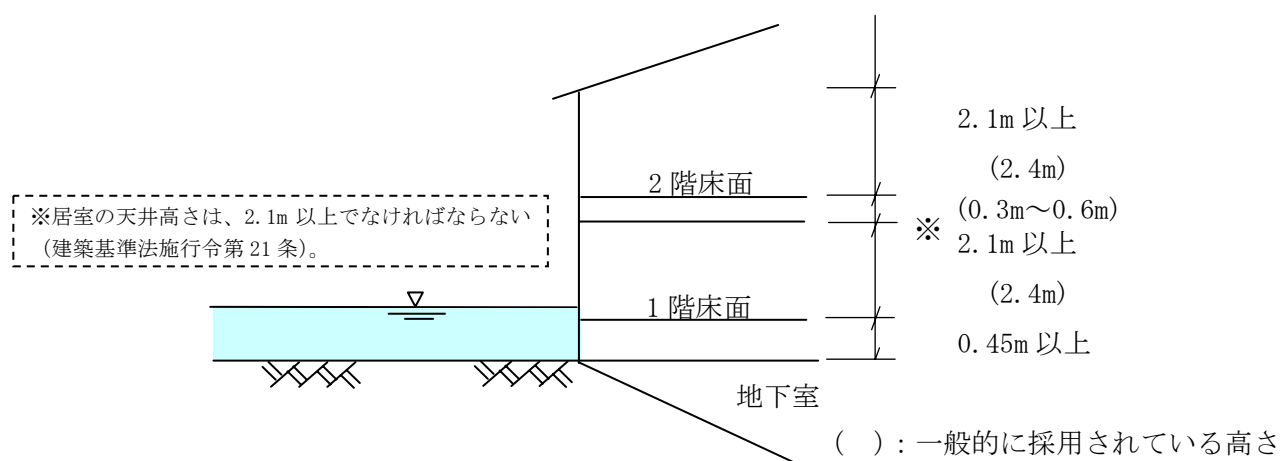 2.1m 以上
(2.4m)
2 階床面
(0.3m～0.6m)
※居室の天井高さは、2.1m 以上でなければならない
(建築基準法施行令第 21 条)。
※
2.1m 以上
(2.4m)
1 階床面
0.45m 以上
地下室
(　) : 一般的に採用されている高さ